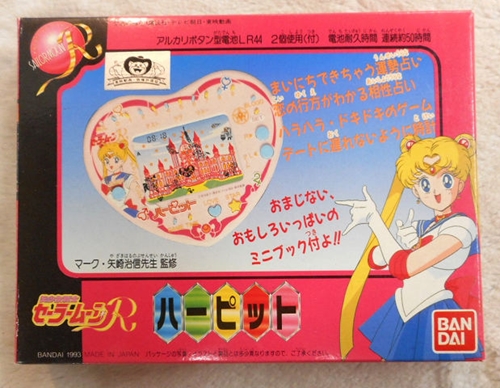 SAILORMOON R
アルカリボタン型電池LR44 2個使用(付) 電池耐久時間 連続約50時間
まいにちできちゃう運勢占い
恋の行方がわかる相性占い
ハラハラ・ドキドキのゲーム
デートに遅れないように時計
おまじない、
おもしろいっぱいの
ミニブック付よ!!
マーク・矢崎治信先生 監修
セーラームーンR
ハーピット
BANDAI
BANDAI 1993 MADE IN JAPAN